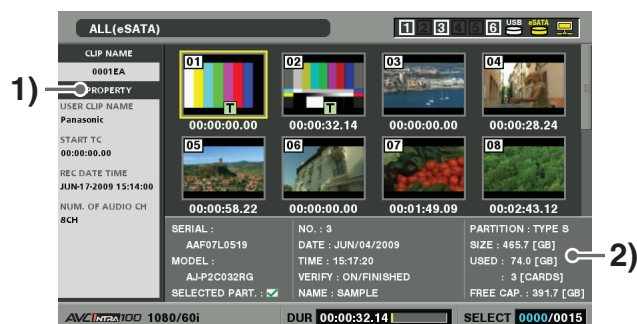 ALL(eSATA)
1 2 3 4 5 6 USB eSATA
CLIP NAME
0001EA
1)
PROPERTY
USER CLIP NAME
Panasonic
START TC
00:00:00.00
REC DATE TIME
JUN-17-2009 15:14:00
NUM. OF AUDIO CH
8CH
01 02 03 04
T T
00:00:00.00 00:00:32.14 00:00:00.00 00:00:28.24
05 06 07 08
00:00:58.22 00:00:00.00 00:01:49.09 00:02:43.12
SERIAL :
AAF07L0519
MODEL :
AJ-P2C032RG
SELECTED PART. :
NO. : 3
DATE : JUN/04/2009
TIME : 15:17:20
VERIFY : ON/FINISHED
NAME : SAMPLE
PARTITION : TYPE S
SIZE : 465.7 [GB]
USED : 74.0 [GB]
: 3 [CARDS]
FREE CAP. : 391.7 [GB]
2)
AVC INTRA 100 1080/60i
DUR 00:00:32.14
SELECT 0000/0015